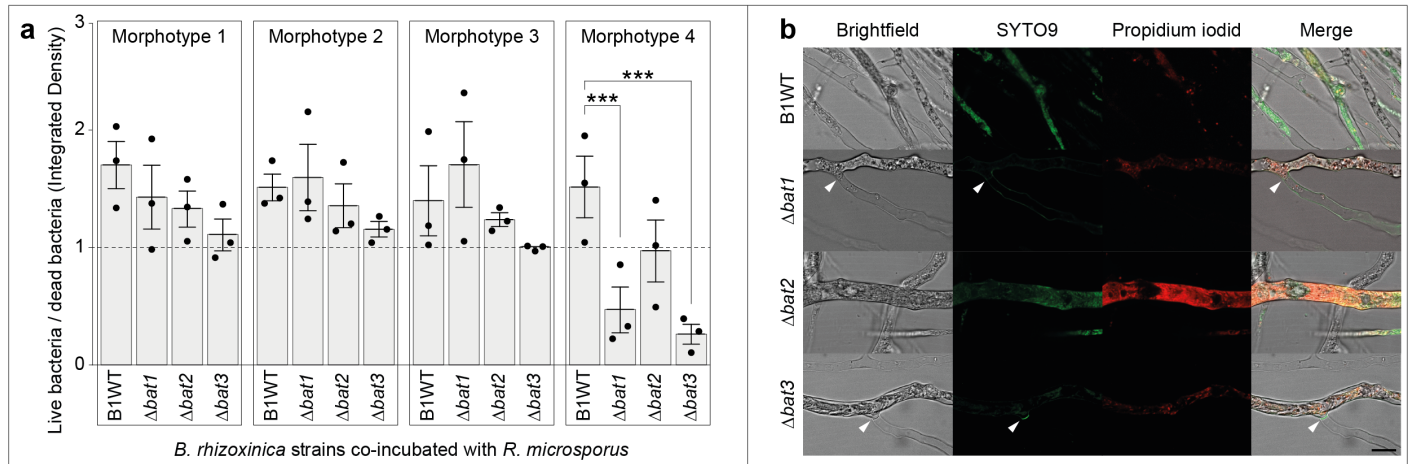 a
3
2
1
0
Live bacteria / dead bacteria (Integrated Density)
Morphotype 1
Morphotype 2
Morphotype 3
Morphotype 4
***
***
B1WT
Δbat1
Δbat2
Δbat3
B1WT
Δbat1
Δbat2
Δbat3
B1WT
Δbat1
Δbat2
Δbat3
B1WT
Δbat1
Δbat2
Δbat3
B. rhizoxinica strains co-incubated with R. microsporus
b
Brightfield
SYTO9
Propidium iodid
Merge
B1WT
Δbat1
Δbat2
Δbat3